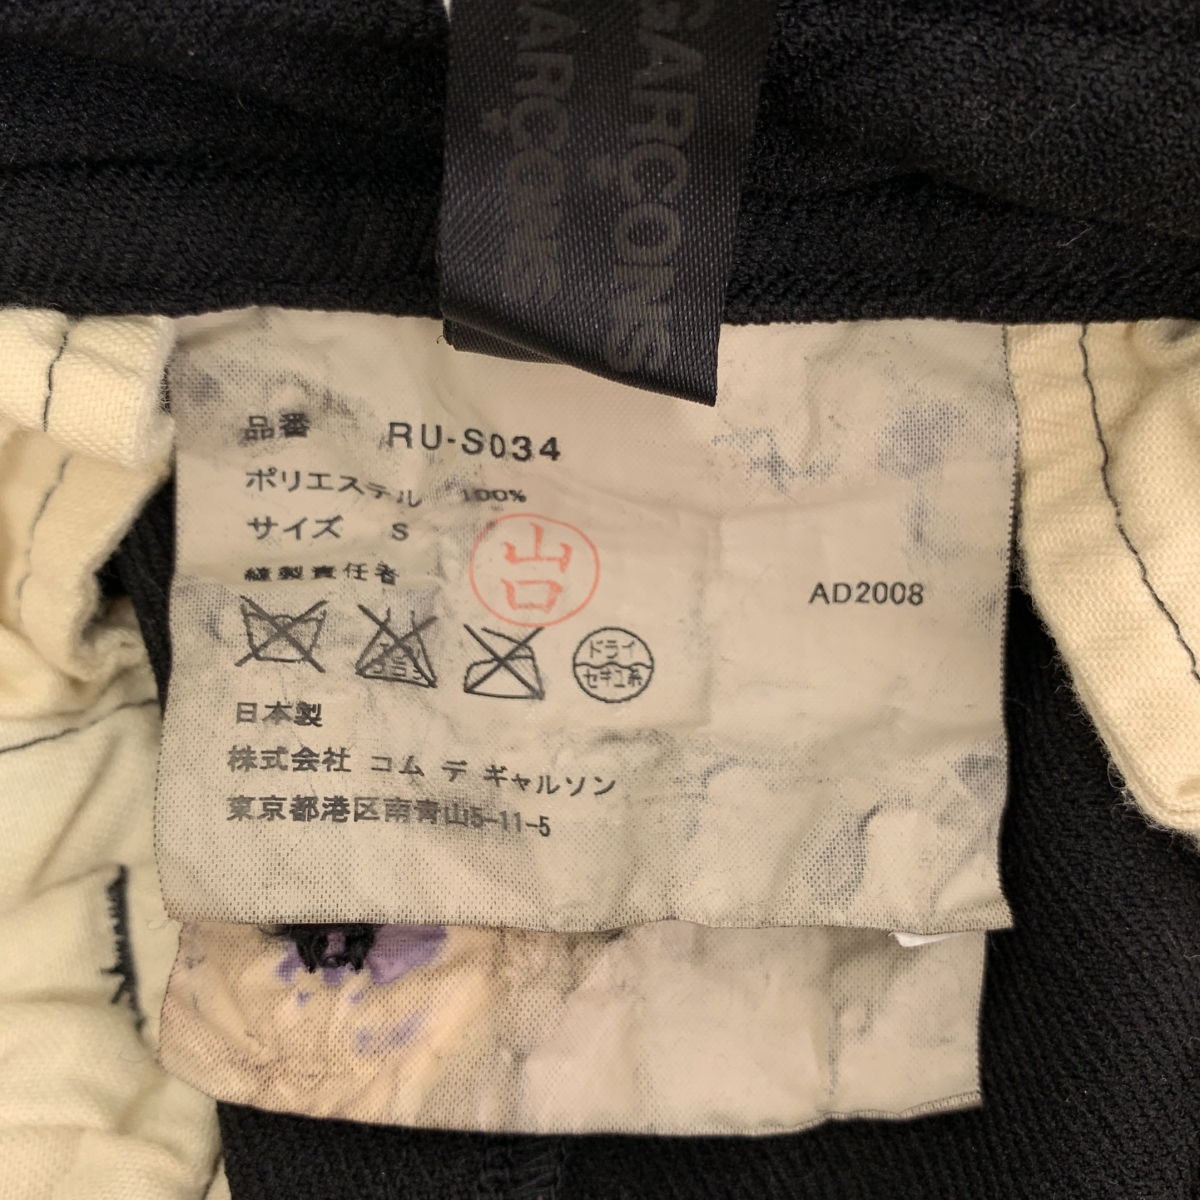 GARÇONS
GARÇONS
品番 RU-S034
ポリエステル 100%
サイズ S
縫製責任者
山口
ドライ
セキユ系
AD2008
日本製
株式会社 コム デ ギャルソン
東京都港区南青山5-11-5